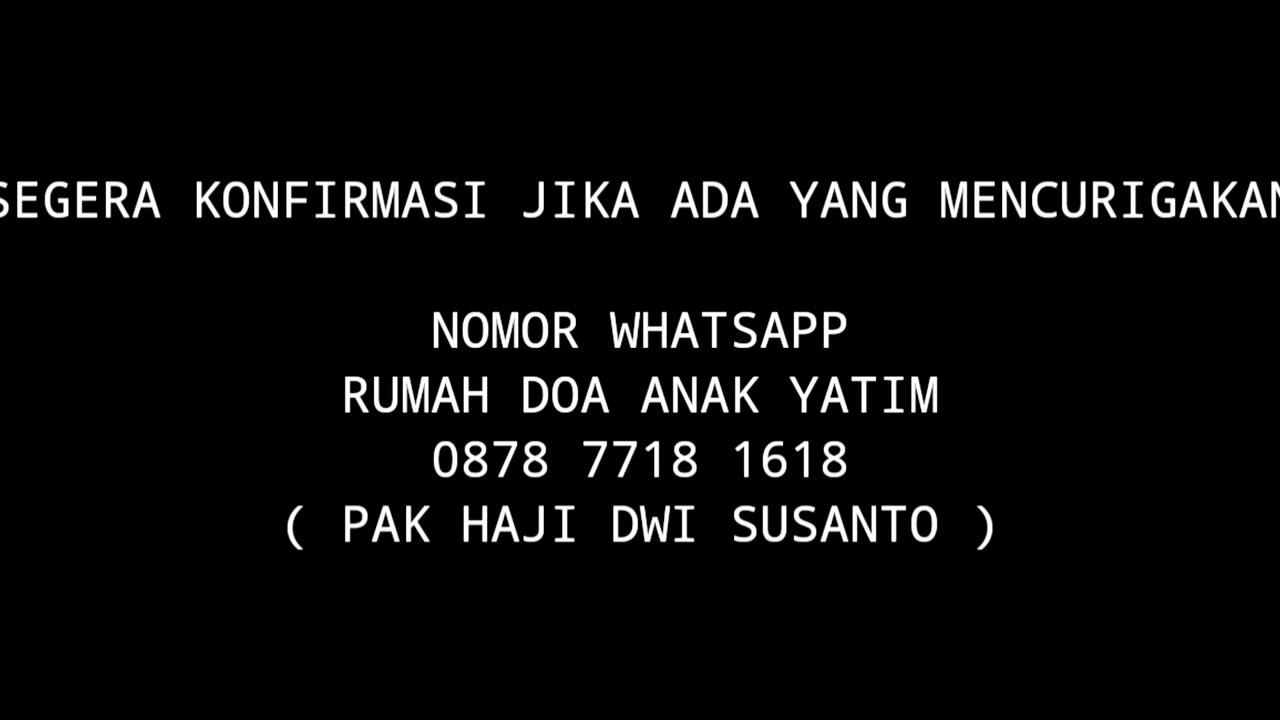 SEGERA KONFIRMASI JIKA ADA YANG MENCURIGAKAN
NOMOR WHATSAPP
RUMAH DOA ANAK YATIM
0878 7718 1618
( PAK HAJI DWI SUSANTO )